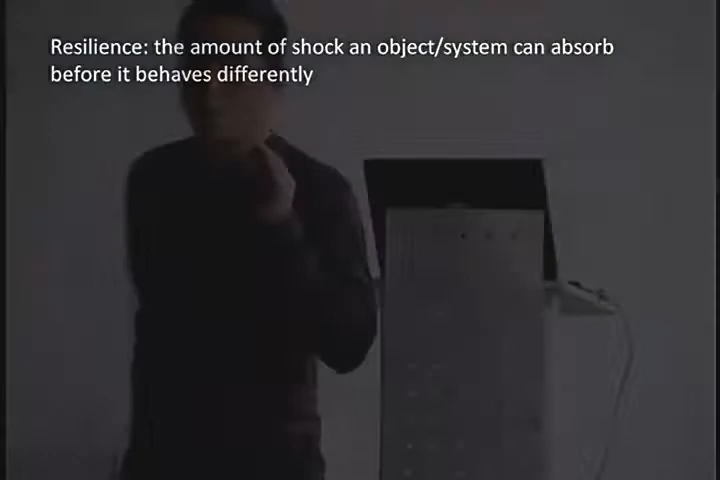 Resilience: the amount of shock an object/system can absorb
before it behaves differently